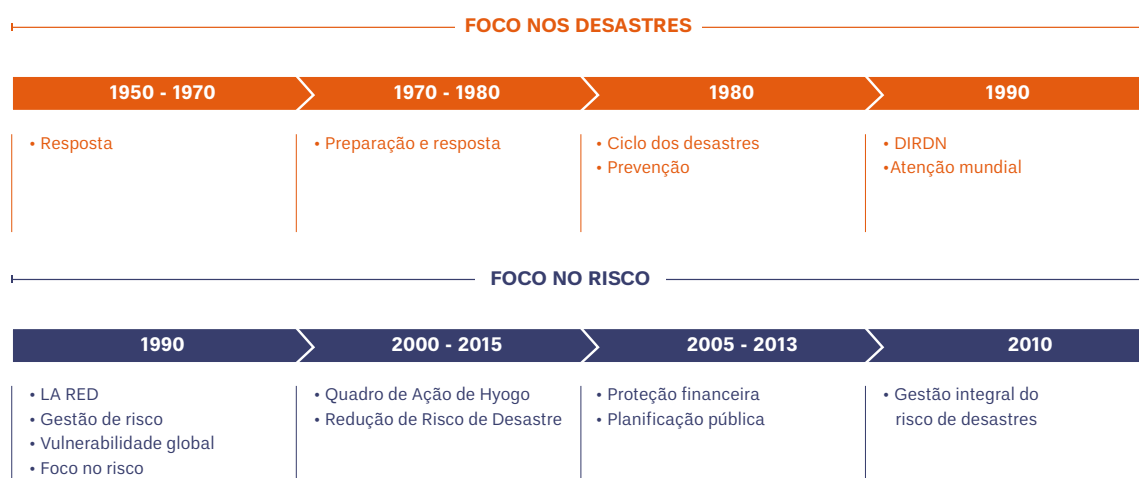 FOCO NOS DESASTRES
1950 - 1970
1970 - 1980
1980
1990
• Resposta
• Preparação e resposta
• Ciclo dos desastres
• Prevenção
• DIRDN
•Atenção mundial
FOCO NO RISCO
1990
2000 - 2015
2005 - 2013
2010
• LA RED
• Gestão de risco
• Vulnerabilidade global
• Foco no risco
• Quadro de Ação de Hyogo
• Redução de Risco de Desastre
• Proteção financeira
• Planificação pública
• Gestão integral do
risco de desastres